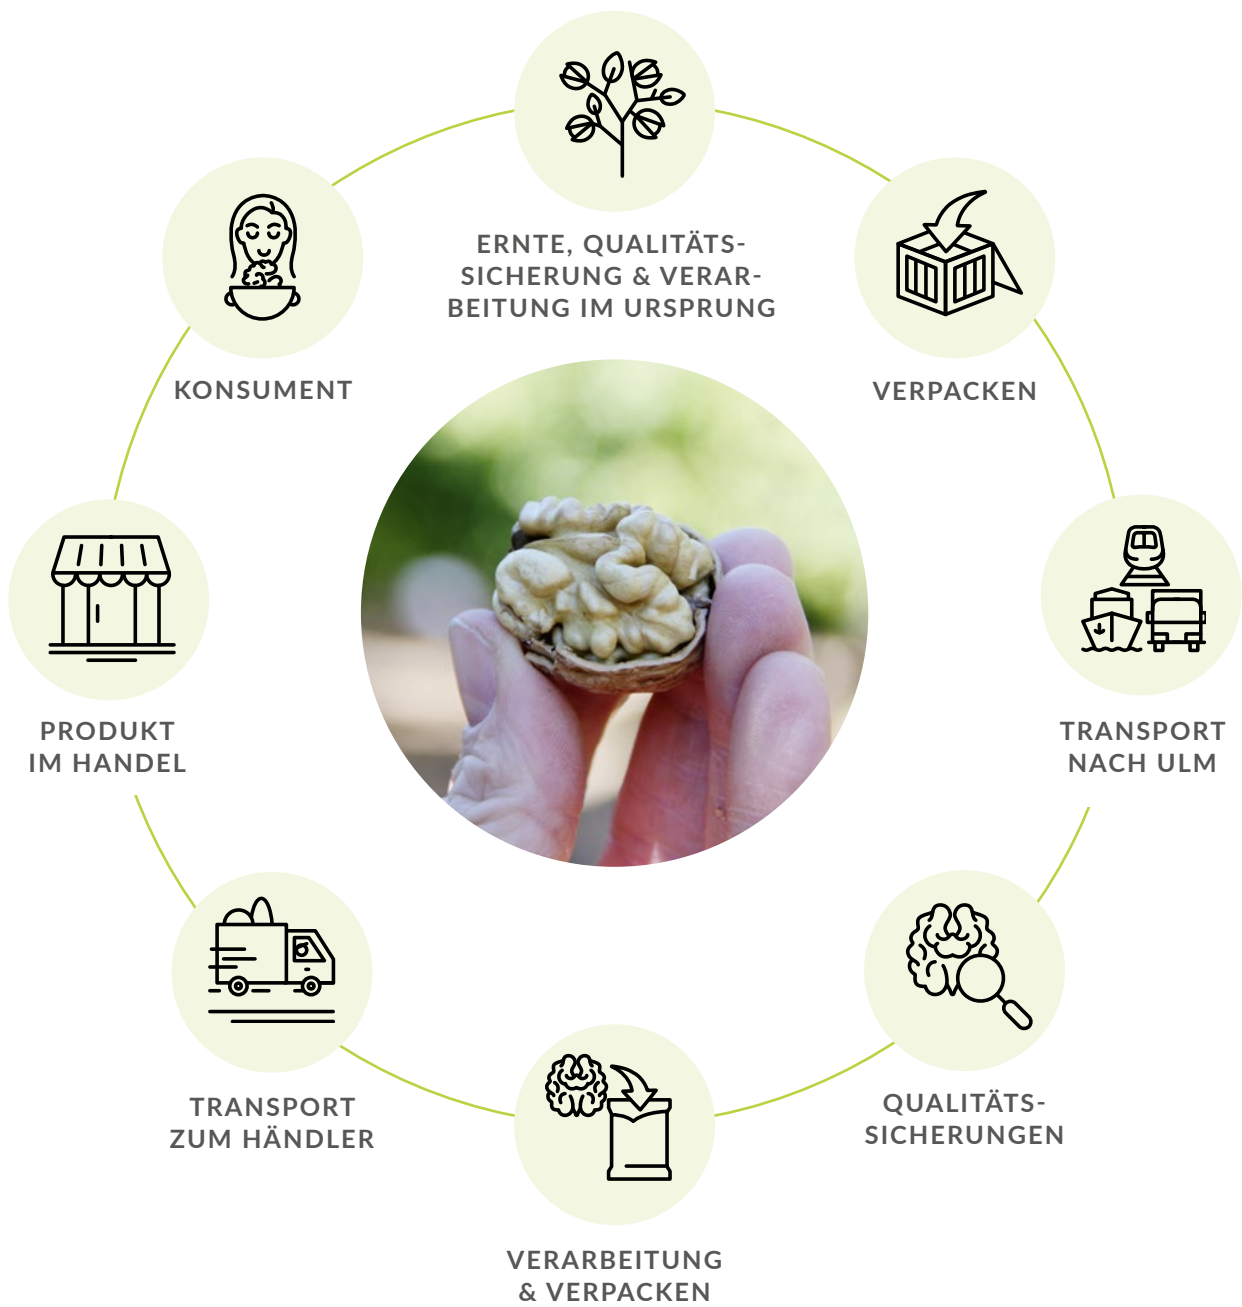 ERNTE, QUALITÄTS-
SICHERUNG & VERAR-
BEITUNG IM URSPRUNG
VERPACKEN
TRANSPORT
NACH ULM
QUALITÄTS-
SICHERUNGEN
VERARBEITUNG
& VERPACKEN
TRANSPORT
ZUM HÄNDLER
PRODUKT
IM HANDEL
KONSUMENT